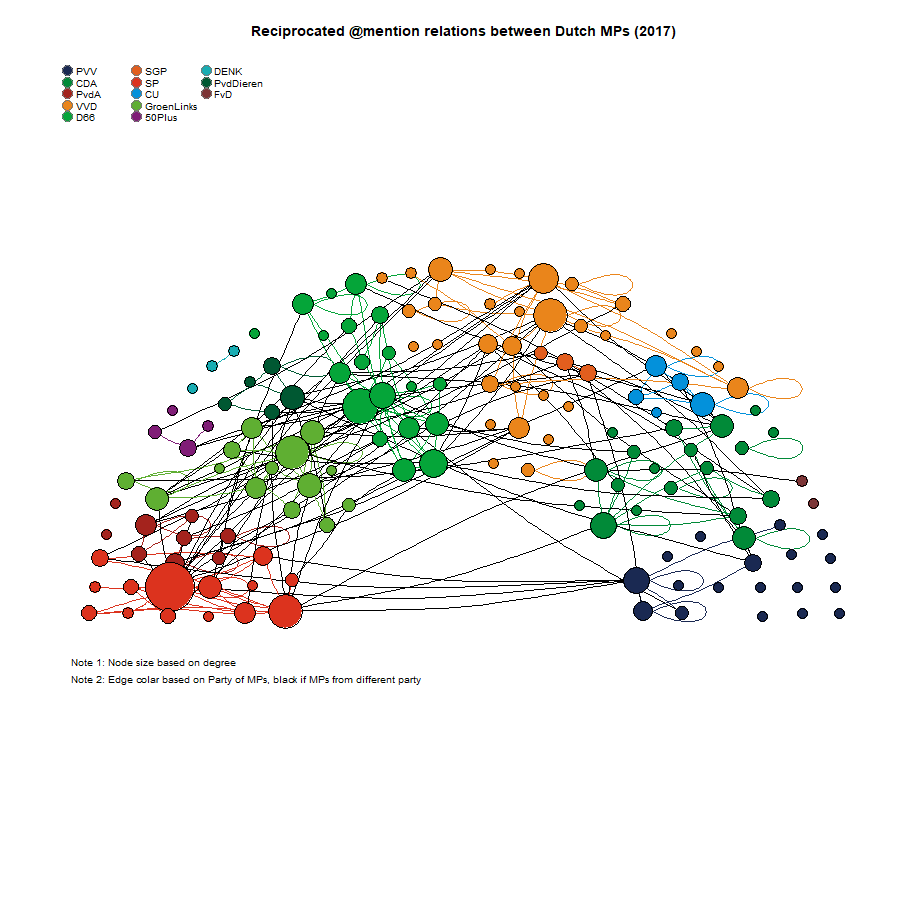 Reciprocated @mention relations between Dutch MPs (2017)
PVV
CDA
PvdA
VVD
D66
SGP
SP
CU
GroenLinks
50Plus
DENK
PvdDieren
FvD
Note 1: Node size based on degree
Note 2: Edge colar based on Party of MPs, black if MPs from different party